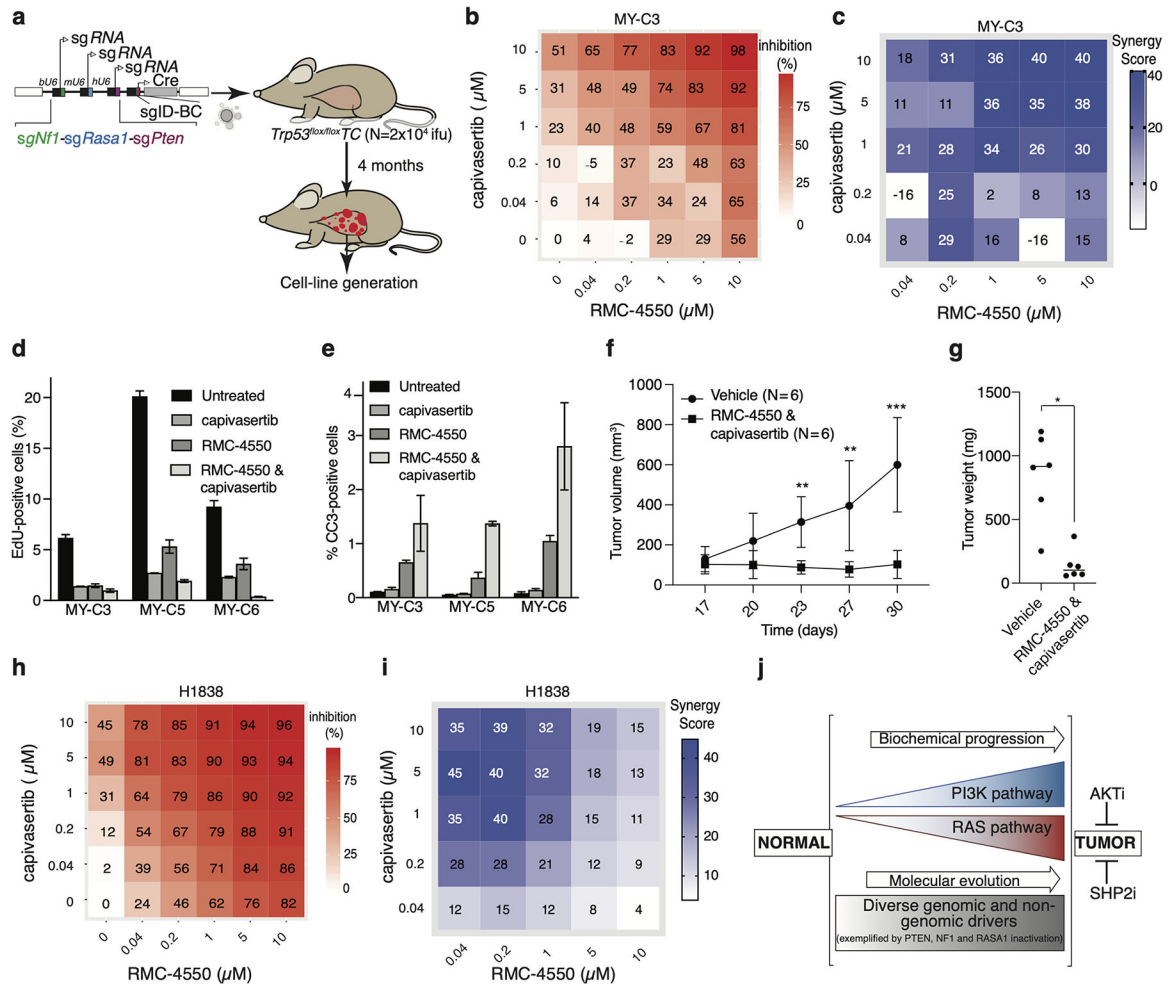 a
sgRNA
sgRNA
sgRNA
bU6 mU6 hU6 Cre
sgID-BC
sgNf1-sgRasa1-sgPten
Trp53flox/floxTC (N=2x10⁴ ifu)
4 months
Cell-line generation
b
MY-C3
capivasertib ( µM)
10 51 65 77 83 92 98
5 31 48 49 74 83 92
1 23 40 48 59 67 81
0.2 10 -5 37 23 48 63
0.04 6 14 37 34 24 65
0 0 4 -2 29 29 56
0 0.04 0.2 1 5 10
RMC-4550 (µM)
inhibition
(%)
75
50
25
0
c
MY-C3
capivasertib (µM)
10 18 31 36 40 40
5 11 11 36 35 38
1 21 28 34 26 30
0.2 -16 25 2 8 13
0.04 8 29 16 -16 15
0.04 0.2 1 5 10
RMC-4550 (µM)
Synergy
Score
40
20
0
d
EdU-positive cells (%)
20
15
10
5
0
Untreated
capivasertib
RMC-4550
RMC-4550 &
capivasertib
MY-C3 MY-C5 MY-C6
e
% CC3-positive cells
4
3
2
1
0
Untreated
capivasertib
RMC-4550
RMC-4550 &
capivasertib
MY-C3 MY-C5 MY-C6
f
Tumor volume (mm³)
1000
800
600
400
200
0
Vehicle (N=6)
RMC-4550 &
capivasertib (N=6)
** ** ***
17 20 23 27 30
Time (days)
g
Tumor weight (mg)
1500
1000
500
0
*
Vehicle
RMC-4550 &
capivasertib
h
H1838
capivasertib ( µM)
10 45 78 85 91 94 96
5 49 81 83 90 93 94
1 31 64 79 86 90 92
0.2 12 54 67 79 88 91
0.04 2 39 56 71 84 86
0 0 24 46 62 76 82
0 0.04 0.2 1 5 10
RMC-4550 (µM)
inhibition
(%)
75
50
25
0
i
H1838
capivasertib (µM)
10 35 39 32 19 15
5 45 40 32 18 13
1 35 40 28 15 11
0.2 28 28 21 12 9
0.04 12 15 12 8 4
0.04 0.2 1 5 10
RMC-4550 (µM)
Synergy
Score
40
30
20
10
j
Biochemical progression
PI3K pathway
RAS pathway
NORMAL
AKTi
TUMOR
SHP2i
Molecular evolution
Diverse genomic and non-
genomic drivers
(exemplified by PTEN, NF1 and RASA1 inactivation)